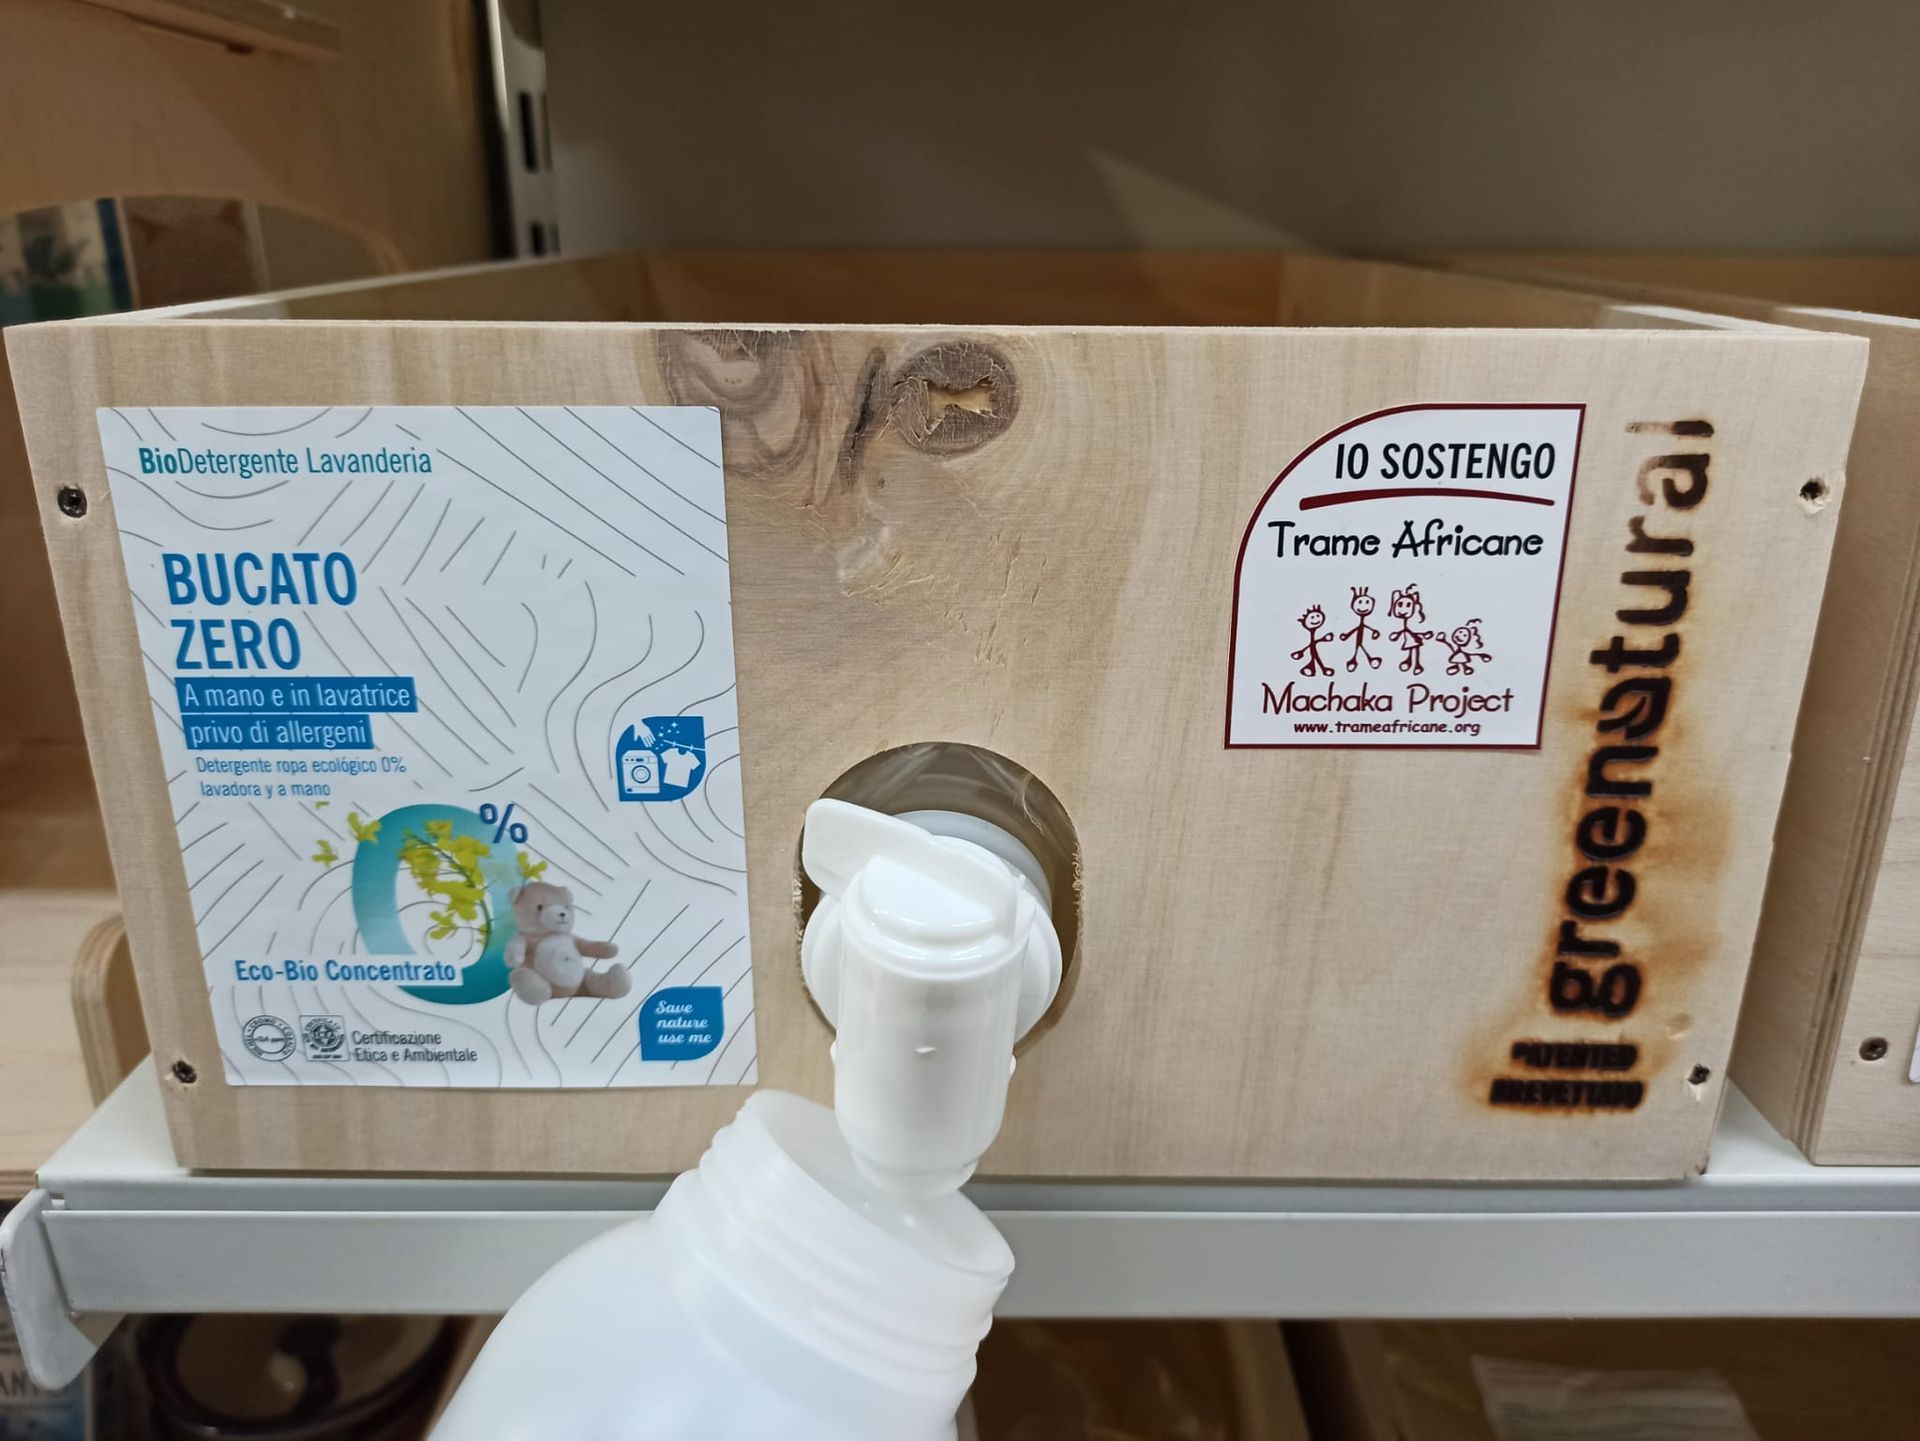 BioDetergente Lavanderia
BUCATO
ZERO
A mano e in lavatrice
privo di allergeni
Detergente ropa ecológico 0%
lavadora y a mano
0%
Eco-Bio Concentrato
Certificazione
Etica e Ambientale
Save
nature
use me
IO SOSTENGO
Trame Africane
Machaka Project
www.trameafricane.org
greenatural
PATENTED
BREVETTATO